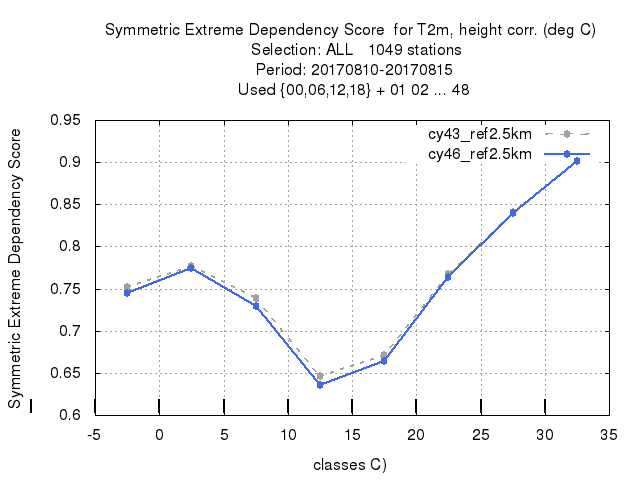 Symmetric Extreme Dependency Score  for T2m, height corr. (deg C)
Selection: ALL   1049 stations
Period: 20170810-20170815
Used {00,06,12,18} + 01 02 ... 48
Symmetric Extreme Dependency Score
cy43_ref2.5km
cy46_ref2.5km
0.95
0.9
0.85
0.8
0.75
0.7
0.65
0.6
-5 0 5 10 15 20 25 30 35
classes C)